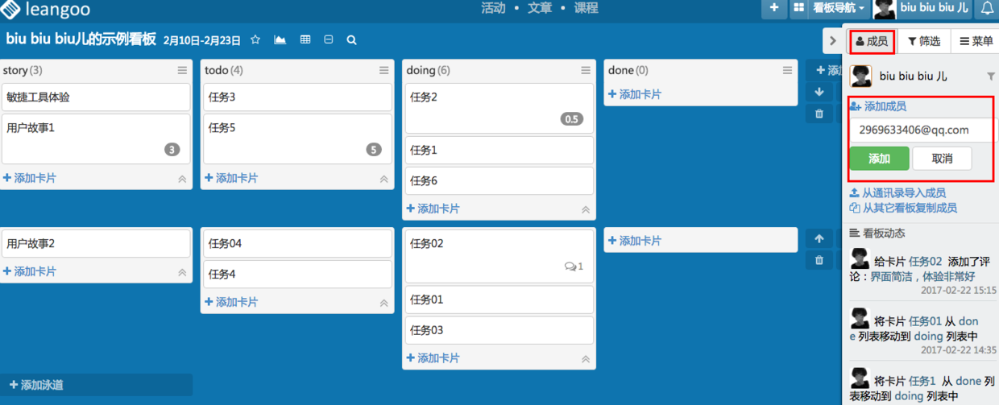 leangoo
活动 • 文章 • 课程
看板导航
biu biu biu 儿
biu biu biu儿的示例看板 2月10日-2月23日
成员
筛选
菜单
story(3)
敏捷工具体验
用户故事1
3
添加卡片
todo(4)
任务3
任务5
5
添加卡片
doing(6)
任务2
0.5
任务1
任务6
添加卡片
done(0)
添加卡片
用户故事2
添加卡片
任务04
任务4
添加卡片
任务02
1
任务01
任务03
添加卡片
添加卡片
添加泳道
添加
biu biu biu 儿
添加成员
2969633406@qq.com
添加
取消
从通讯录导入成员
从其它看板复制成员
看板动态
给卡片 任务02 添加了评
论：界面简洁，体验非常好
2017-02-22 15:15
将卡片 任务01 从 don
e 列表移动到 doing 列表中
2017-02-22 14:35
将卡片 任务1 从 done 列
表移动到 doing 列表中